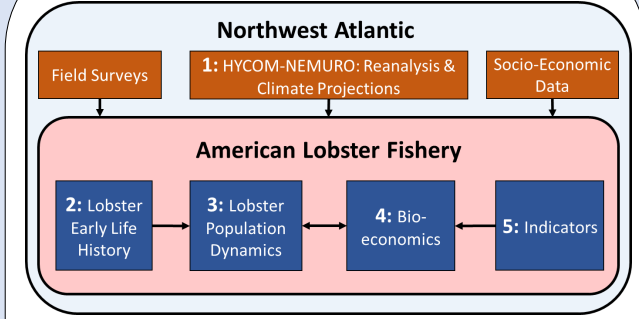 Northwest Atlantic
Field Surveys
1: HYCOM-NEMURO: Reanalysis &
Climate Projections
Socio-Economic
Data
American Lobster Fishery
2: Lobster
Early Life
History
3: Lobster
Population
Dynamics
4: Bio-
economics
5: Indicators